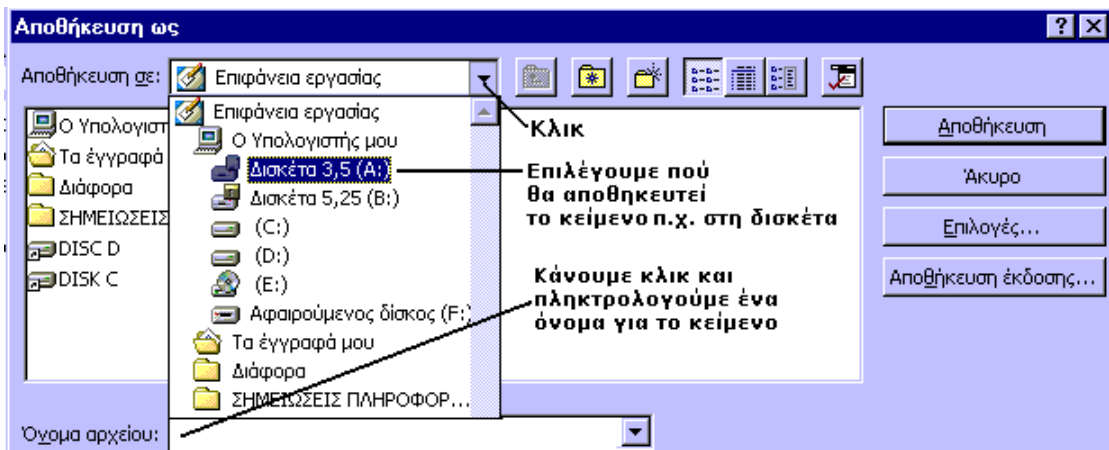 Αποθήκευση ως
Αποθήκευση σε: Επιφάνεια εργασίας
Ο Υπολογιστ
Τα έγγραφά
Διάφορα
ΣΗΜΕΙΩΣΕΙΣ
DISC D
DISK C
Επιφάνεια εργασίας
Ο Υπολογιστής μου
Δισκέτα 3,5 (A:)
Δισκέτα 5,25 (B:)
(C:)
(D:)
(E:)
Αφαιρούμενος δίσκος (F:)
Τα έγγραφά μου
Διάφορα
ΣΗΜΕΙΩΣΕΙΣ ΠΛΗΡΟΦΟΡ...
Κλικ
Επιλέγουμε πού
θα αποθηκευτεί
το κείμενο π.χ. στη δισκέτα
Κάνουμε κλικ και
πληκτρολογούμε ένα
όνομα για το κείμενο
Αποθήκευση
Άκυρο
Επιλογές...
Αποθήκευση έκδοσης...
Όνομα αρχείου: